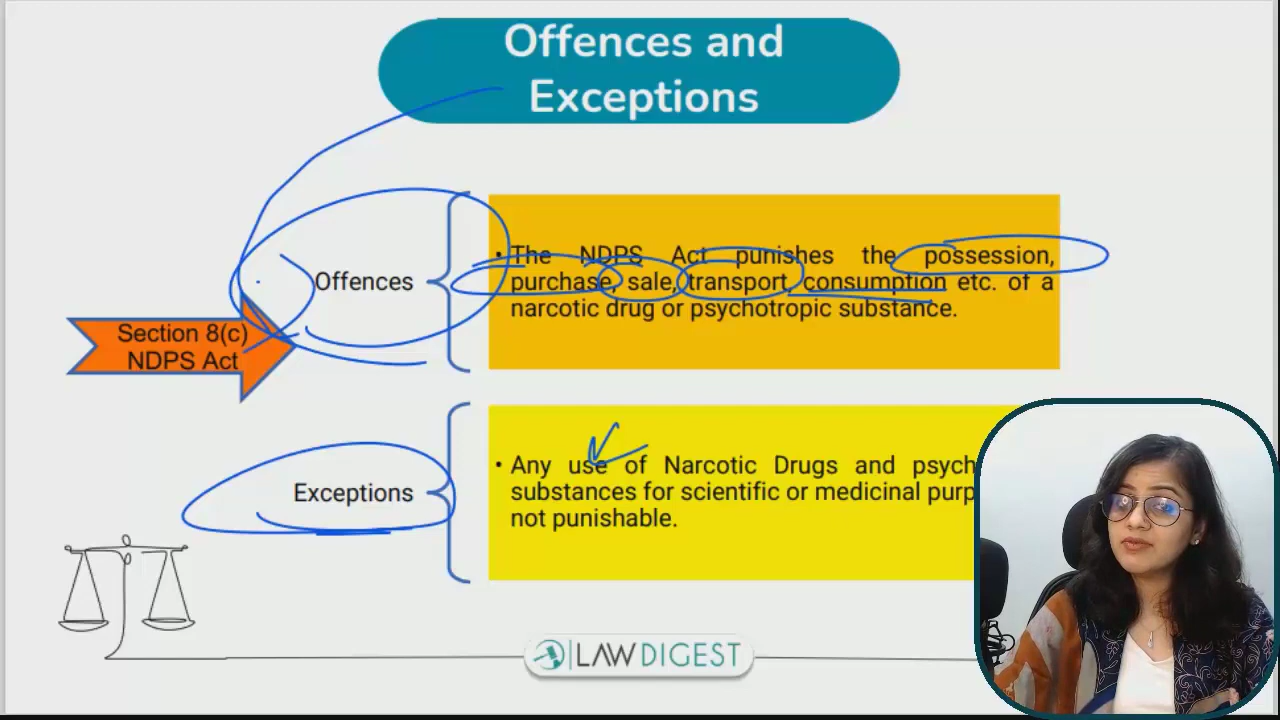 Offences and
Exceptions
Offences
• The NDPS Act punishes the possession,
purchase, sale, transport, consumption etc. of a
narcotic drug or psychotropic substance.
Section 8(c)
NDPS Act
Exceptions
• Any use of Narcotic Drugs and psych
substances for scientific or medicinal purp
not punishable.
LAWDIGEST